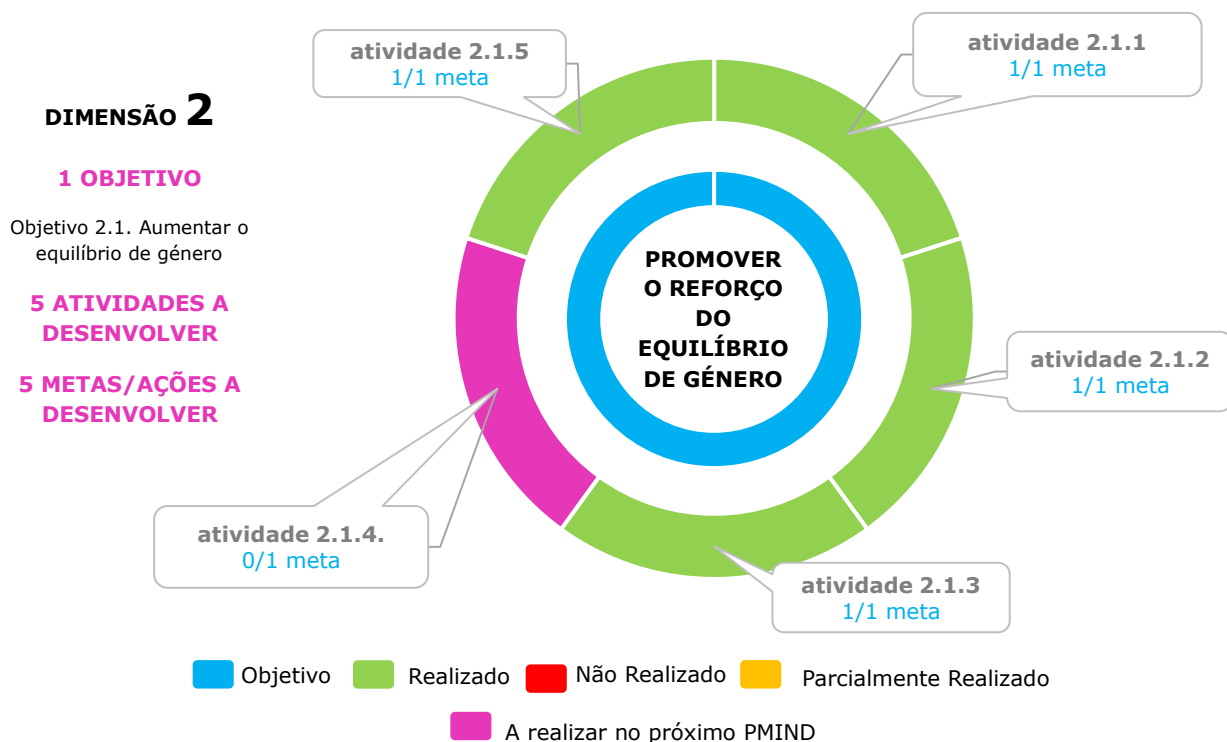 DIMENSÃO 2
1 OBJETIVO
Objetivo 2.1. Aumentar o
equilíbrio de género
5 ATIVIDADES A
DESENVOLVER
5 METAS/AÇÕES A
DESENVOLVER
atividade 2.1.5
1/1 meta
atividade 2.1.1
1/1 meta
PROMOVER
O REFORÇO
DO
EQUILÍBRIO
DE GÉNERO
atividade 2.1.2
1/1 meta
atividade 2.1.4.
0/1 meta
atividade 2.1.3
1/1 meta
Objetivo
Realizado
Não Realizado
Parcialmente Realizado
A realizar no próximo PMIND